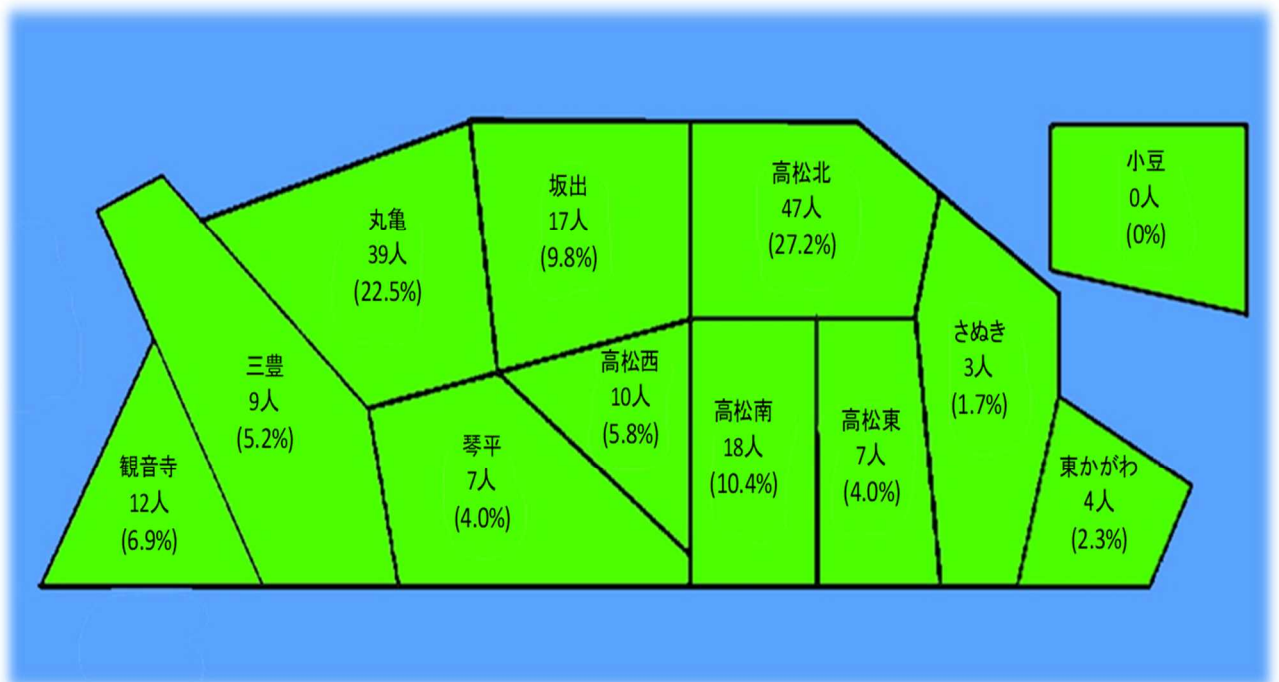 小豆
0人
(0%)
高松北
47人
(27.2%)
坂出
17人
(9.8%)
丸亀
39人
(22.5%)
さぬき
3人
(1.7%)
三豊
9人
(5.2%)
高松西
10人
(5.8%)
高松南
18人
(10.4%)
高松東
7人
(4.0%)
琴平
7人
(4.0%)
観音寺
12人
(6.9%)
東かがわ
4人
(2.3%)